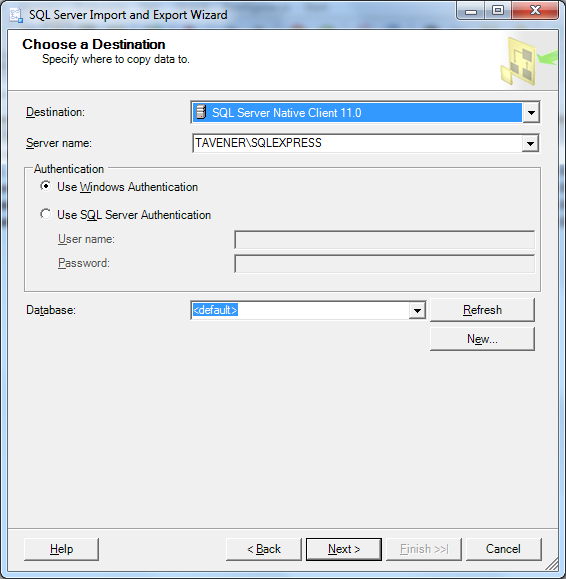 SQL Server Import and Export Wizard
Choose a Destination
Specify where to copy data to.
Destination: SQL Server Native Client 11.0
Server name: TAVENER\SQLEXPRESS
Authentication
Use Windows Authentication
Use SQL Server Authentication
User name:
Password:
Database: <default> Refresh
New...
Help < Back Next > Finish >>| Cancel